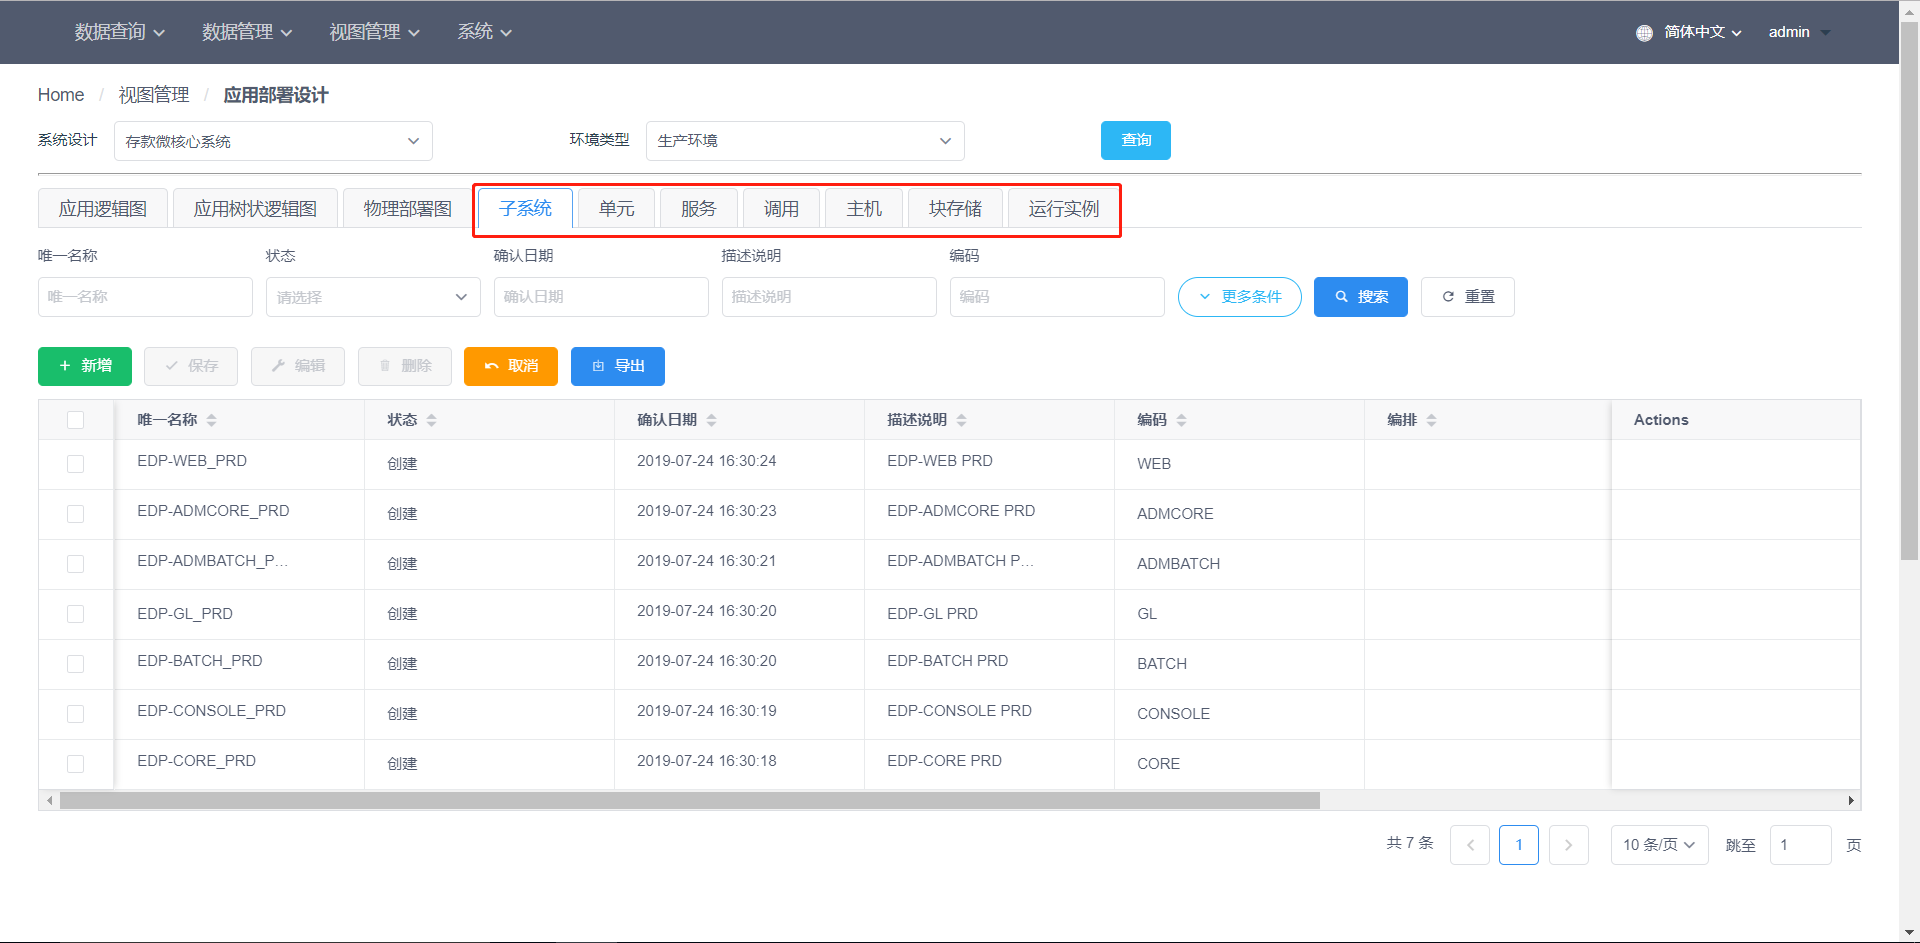 数据查询 数据管理 视图管理 系统 简体中文 admin
Home / 视图管理 / 应用部署设计
系统设计 存款微核心系统 环境类型 生产环境 查询
应用逻辑图 应用树状逻辑图 物理部署图 子系统 单元 服务 调用 主机 块存储 运行实例
唯一名称 状态 确认日期 描述说明 编码
唯一名称 请选择 确认日期 描述说明 编码 更多条件 搜索 重置
新增 保存 编辑 删除 取消 导出
唯一名称 状态 确认日期 描述说明 编码 编排 Actions
EDP-WEB_PRD 创建 2019-07-24 16:30:24 EDP-WEB PRD WEB
EDP-ADMCORE_PRD 创建 2019-07-24 16:30:23 EDP-ADMCORE PRD ADMCORE
EDP-ADMBATCH_P... 创建 2019-07-24 16:30:21 EDP-ADMBATCH P... ADMBATCH
EDP-GL_PRD 创建 2019-07-24 16:30:20 EDP-GL PRD GL
EDP-BATCH_PRD 创建 2019-07-24 16:30:20 EDP-BATCH PRD BATCH
EDP-CONSOLE_PRD 创建 2019-07-24 16:30:19 EDP-CONSOLE PRD CONSOLE
EDP-CORE_PRD 创建 2019-07-24 16:30:18 EDP-CORE PRD CORE
共 7 条 1 10 条/页 跳至 1 页